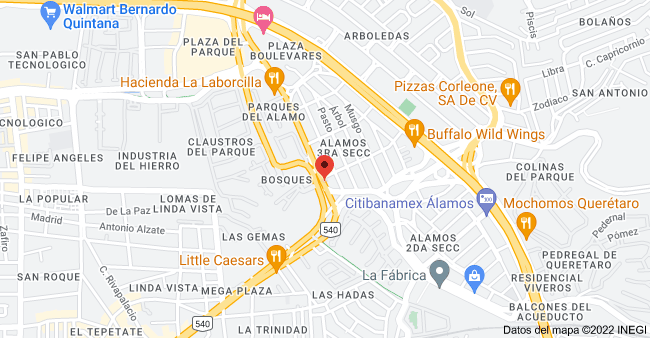 Walmart Bernardo
Quintana
ARBOLEDAS
Piscis
BOLAÑOS
PLAZA DEL
PARQUE
PLAZA
BOULEVARES
SAN PABLO
TECNOLOGICO
C. Capricornio
Libra
Hacienda La Laborcilla
Pizzas Corleone,
SA De CV
SAN ANTONIO
Zodiaco
PARQUES
DEL ALAMO
Musgo
Árbol
Pasto
TECNOLOGICO
Buffalo Wild Wings
CLAUSTROS
DEL PARQUE
ALAMOS
3RA SECC
FELIPE ANGELES
INDUSTRIA
DEL HIERRO
COLINAS
DEL PARQUE
BOSQUES
LOMAS DE
LINDA VISTA
De La Paz
Madrid
Citibanamex Álamos
Mochomos Querétaro
Antonio Alzate
Pedernal
Pómez
Zafiro
540
LAS GEMAS
ALAMOS
2DA SECC
PEDREGAL DE
QUERETARO
Little Caesars
La Fábrica
SAN ROQUE
C. Rivapalacio
LINDA VISTA
MEGA PLAZA
LAS HADAS
RESIDENCIAL
VIVEROS
BALCONES DEL
ACUEDUCTO
EL TEPETATE
540
LA TRINIDAD
Datos del mapa ©2022 INEGI